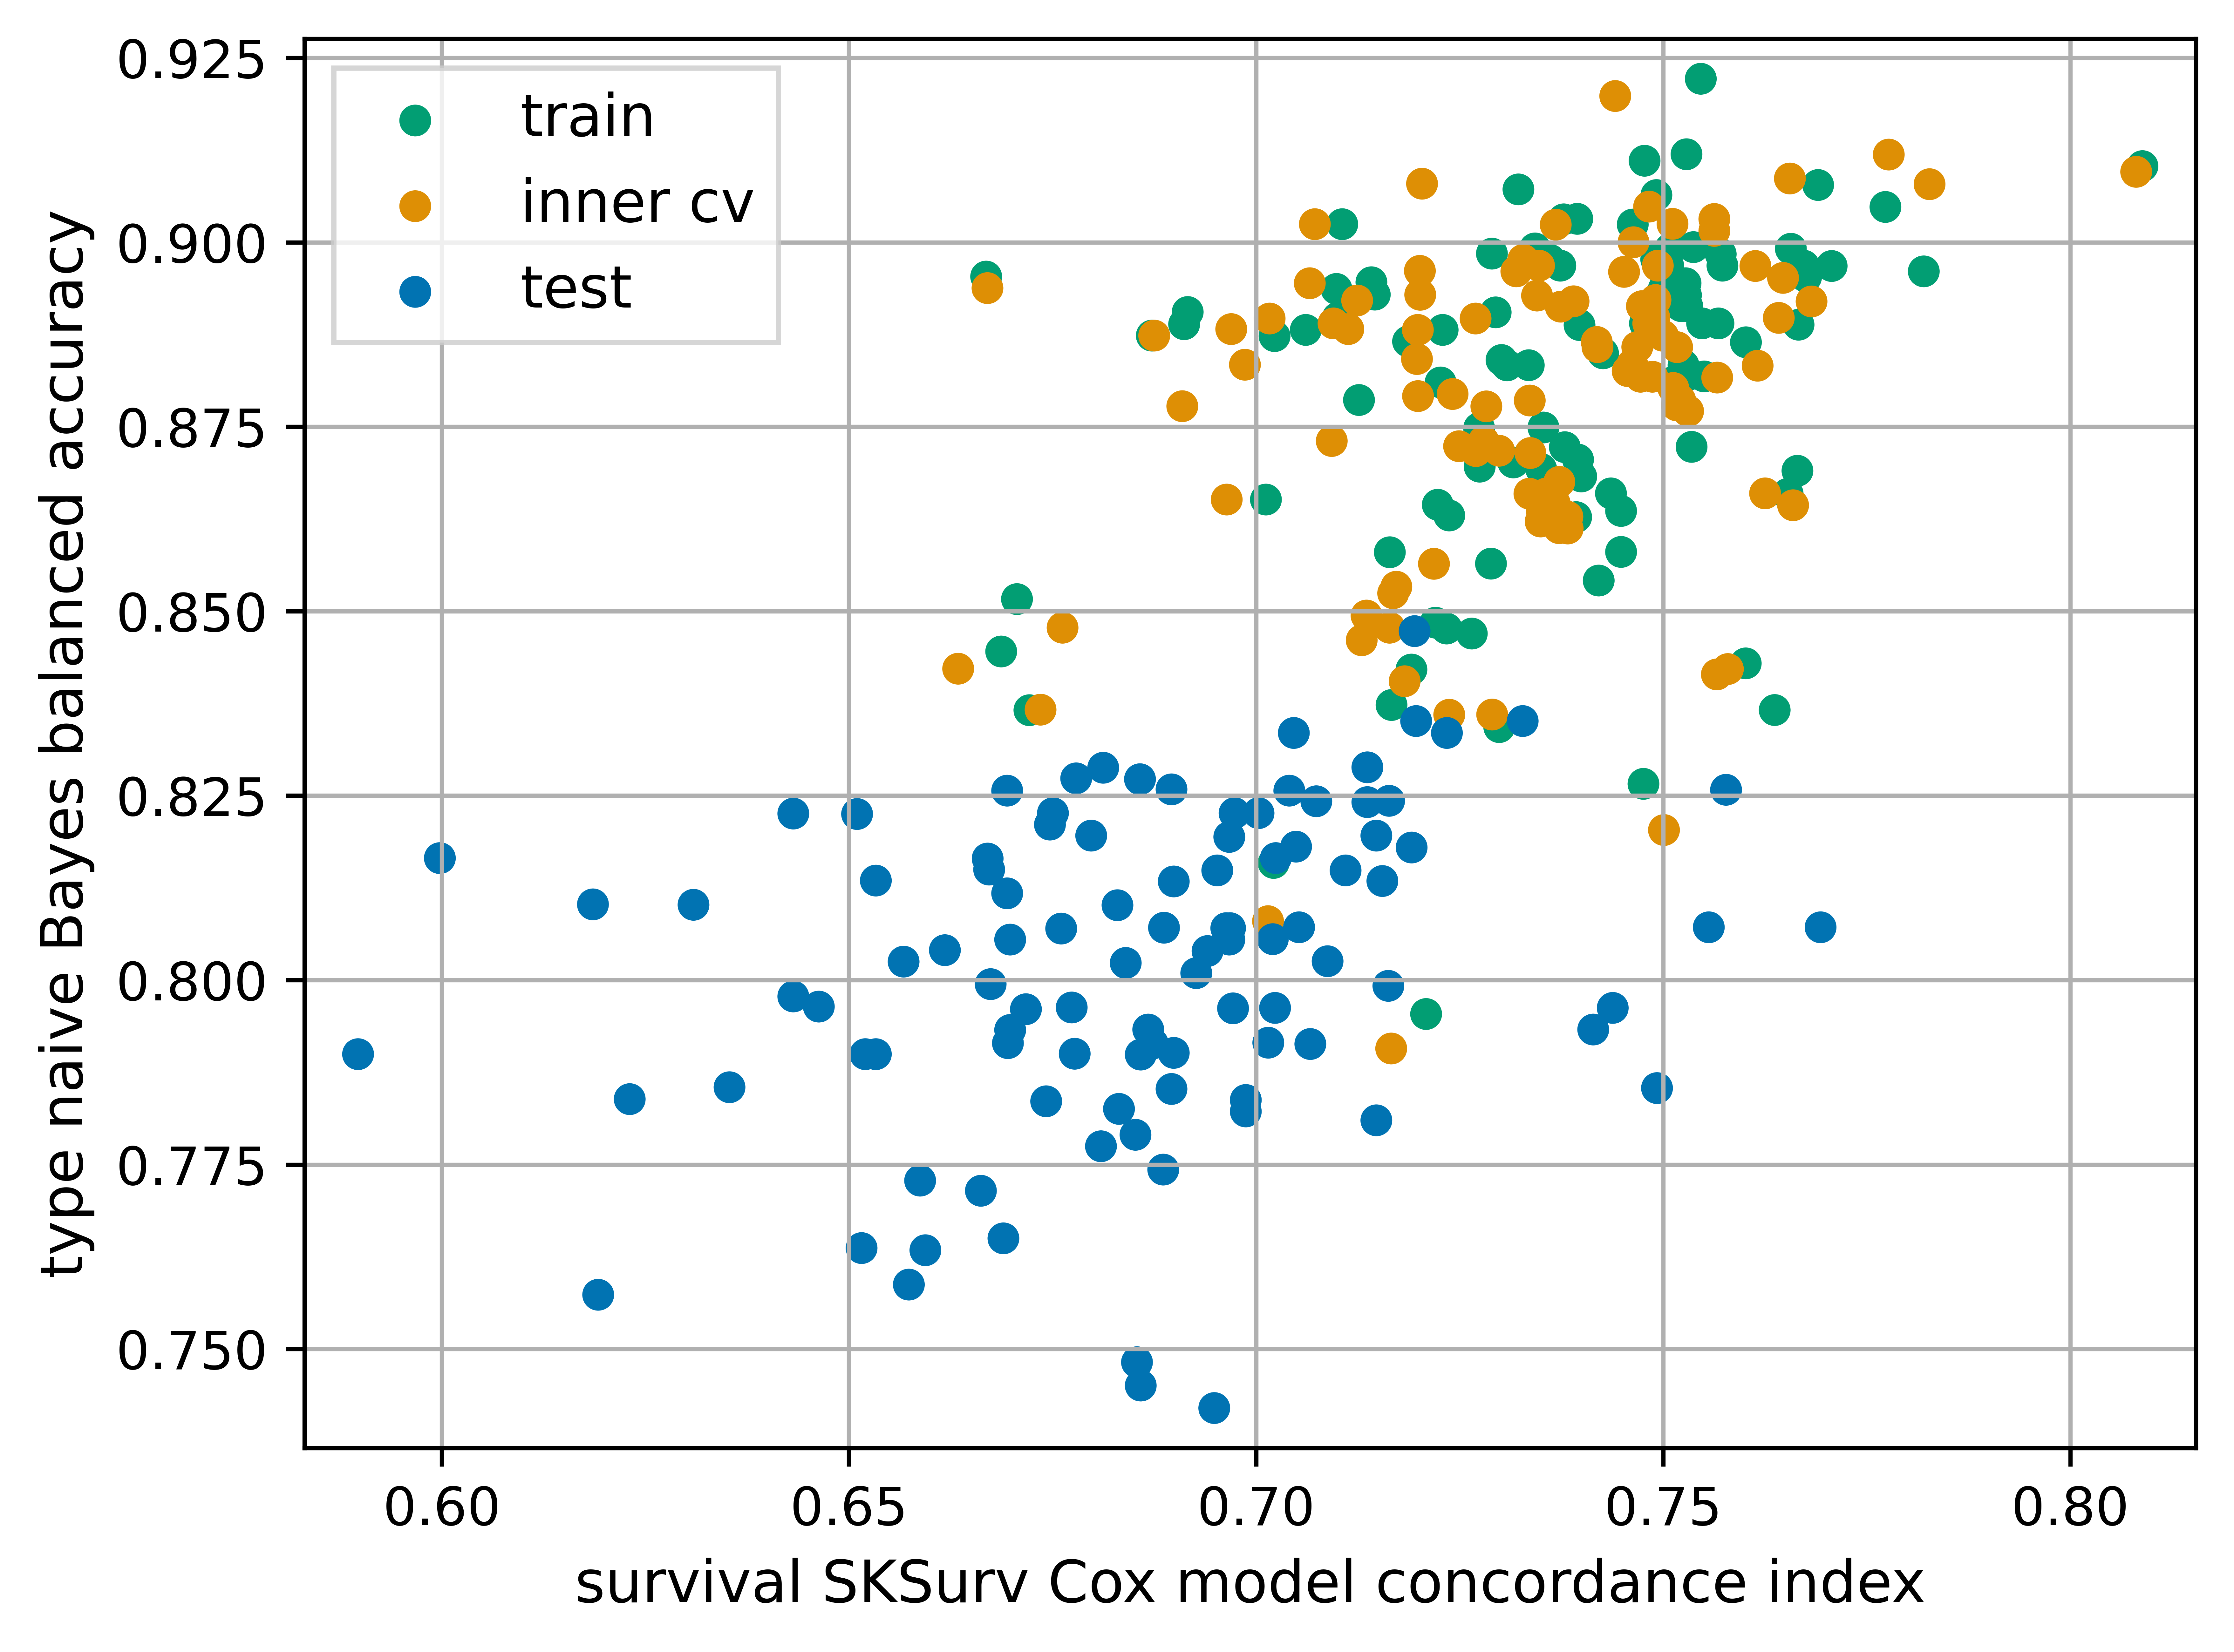 0.925
0.900
0.875
0.850
0.825
0.800
0.775
0.750
type naive Bayes balanced accuracy
train
inner cv
test
0.60
0.65
0.70
0.75
0.80
survival SKSurv Cox model concordance index